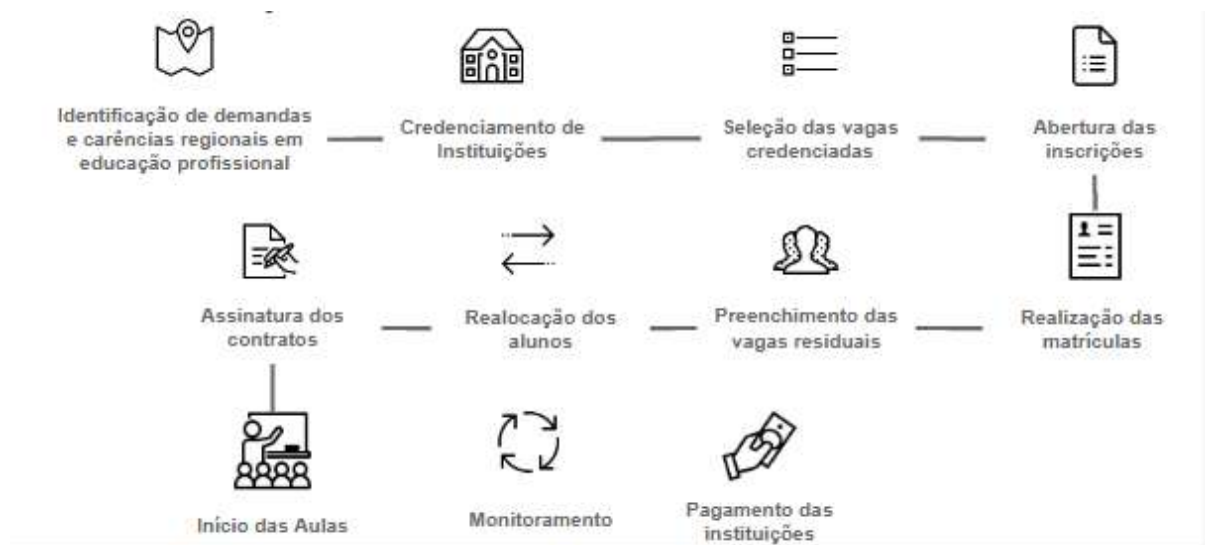 Identificação de demandas
e carências regionais em
educação profissional
Credenciamento de
Instituições
Seleção das vagas
credenciadas
Abertura das
inscrições
Assinatura dos
contratos
Realocação dos
alunos
Preenchimento das
vagas residuais
Realização das
matrículas
Início das Aulas
Monitoramento
Pagamento das
instituições